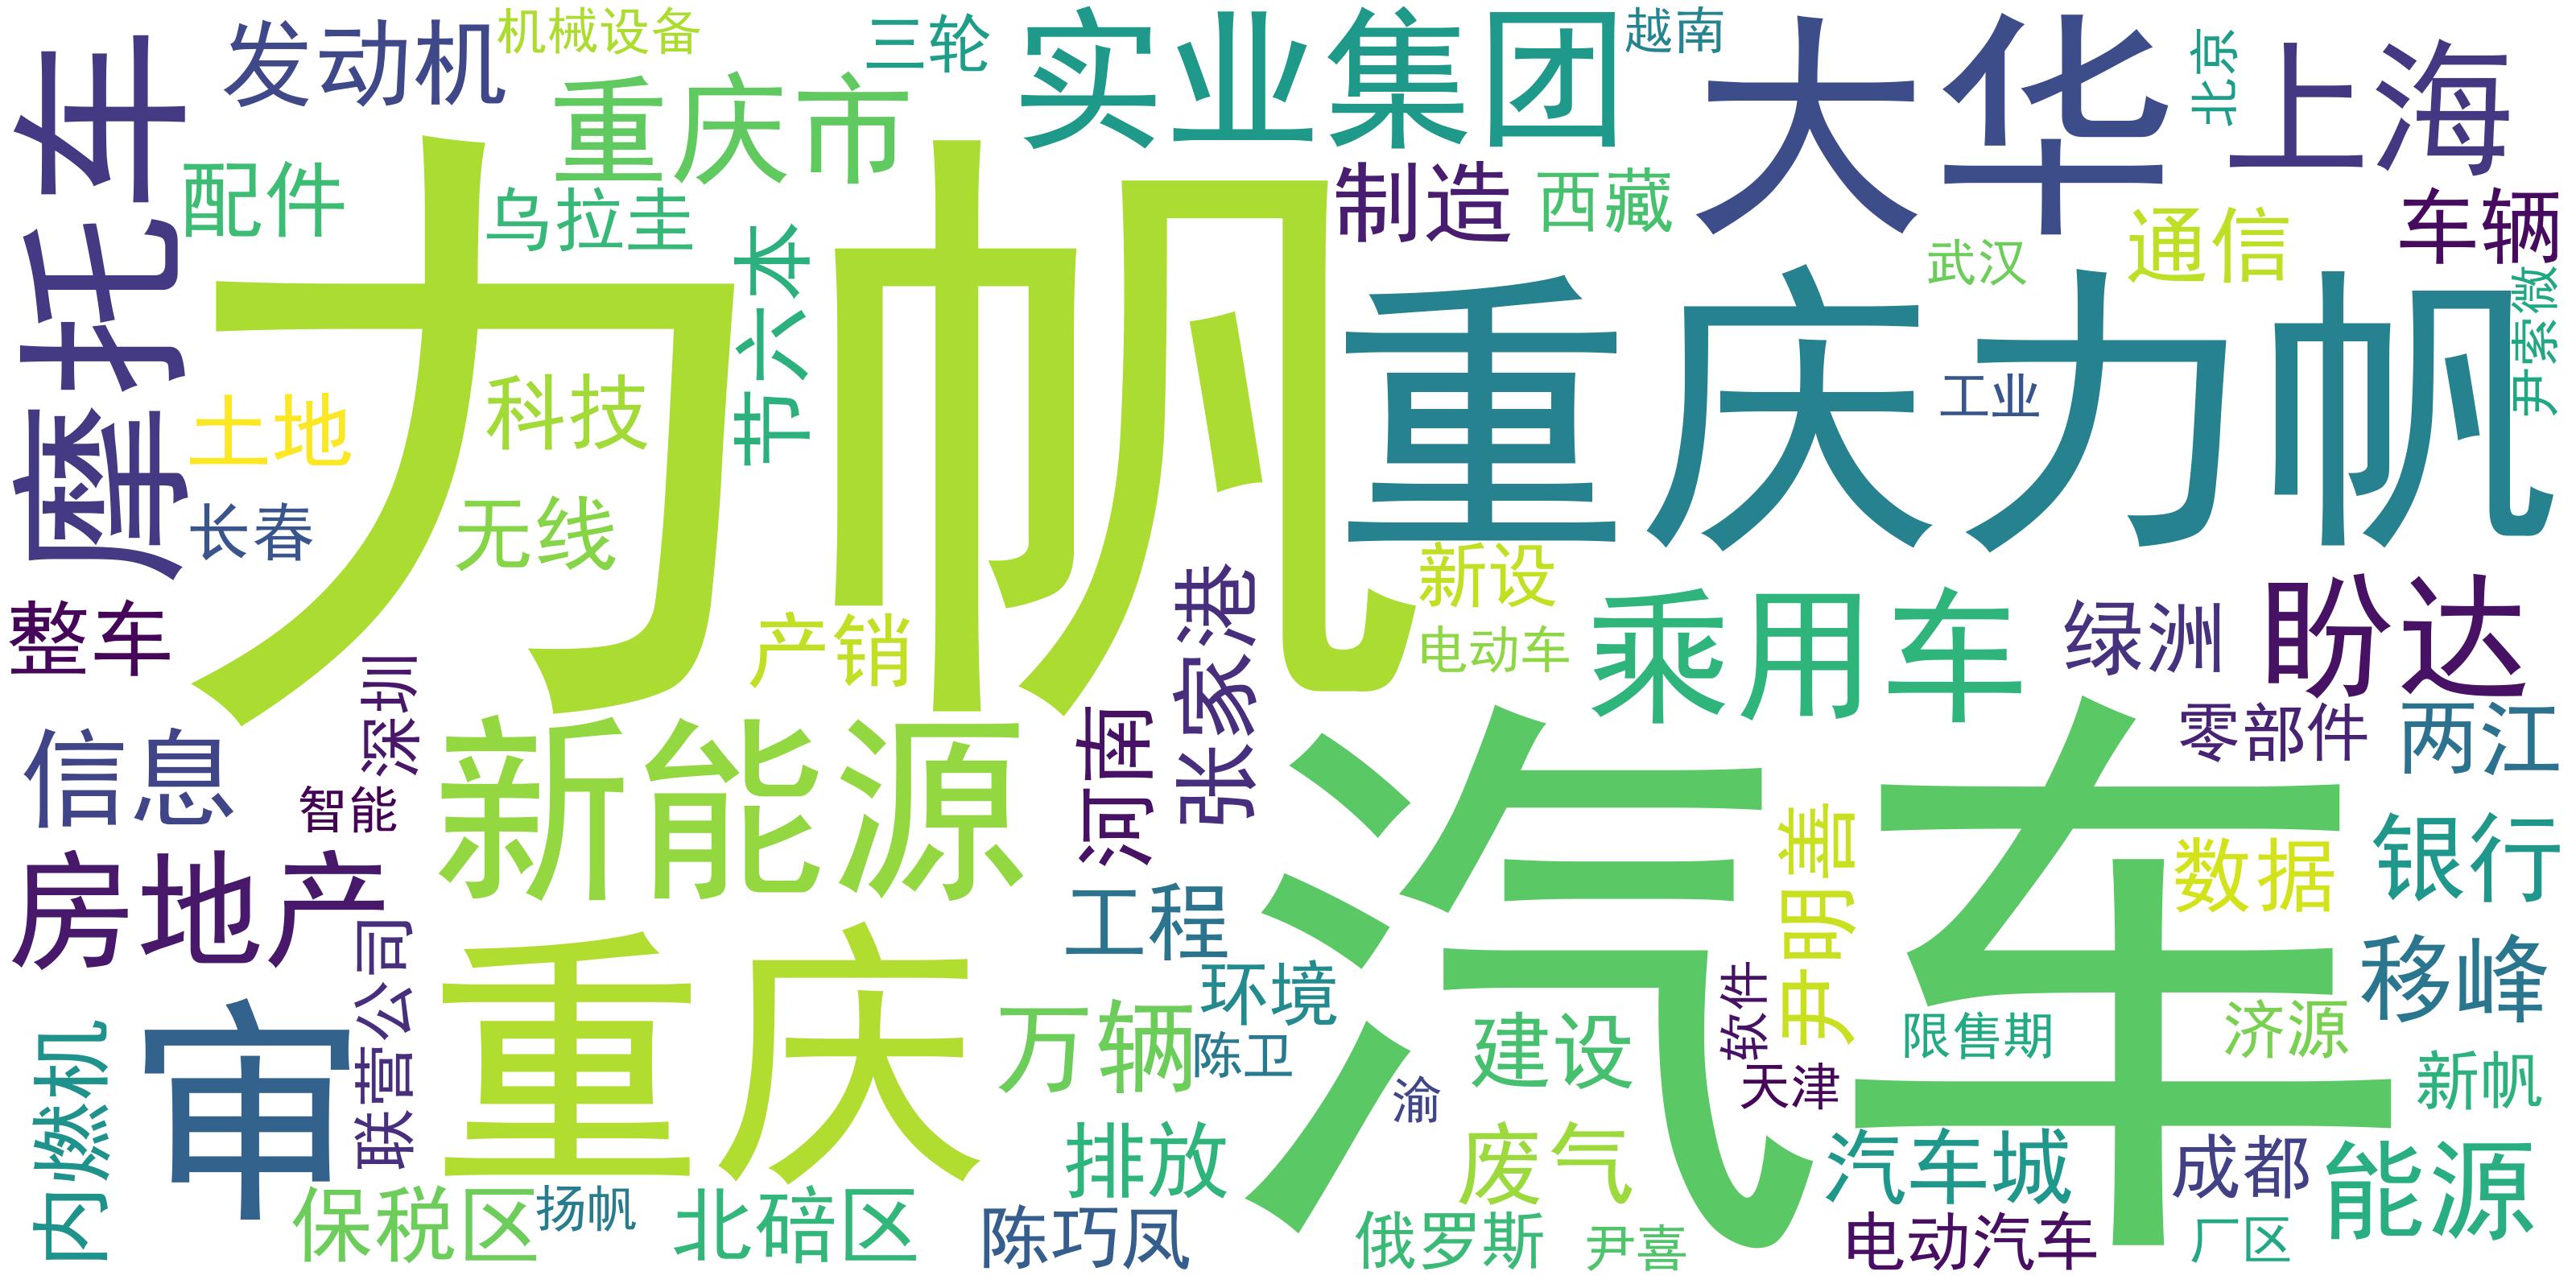 发动机
机械设备
三轮
实业集团
越南
大华
北京
上海
摩托车
重庆市
配件
乌拉圭
节六本
力帆
制造
西藏
武汉
通信
车辆
重庆力帆
尹索微
工业
土地
科技
长春
无线
整车
产销
张家港
新设
电动车
乘用车
绿洲
盼达
深圳
信息
智能
新能源
河南
汽车
零部件
两江
尹明善
数据
银行
房地产
联营公司
重庆
工程
环境
移峰
审
万辆
陈卫
建设
软件
限售期
济源
内燃机
渝
天津
新帆
保税区
扬帆
北碚区
排放
废气
汽车城
成都
能源
陈巧凤
俄罗斯
尹喜
电动汽车
厂区